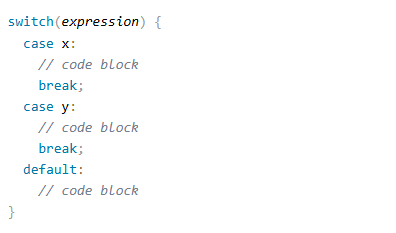 switch(expression) {
  case x:
    // code block
    break;
  case y:
    // code block
    break;
  default:
    // code block
}